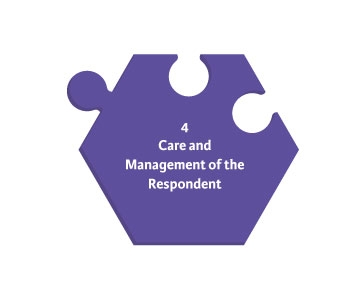 4
Care and
Management of the
Respondent